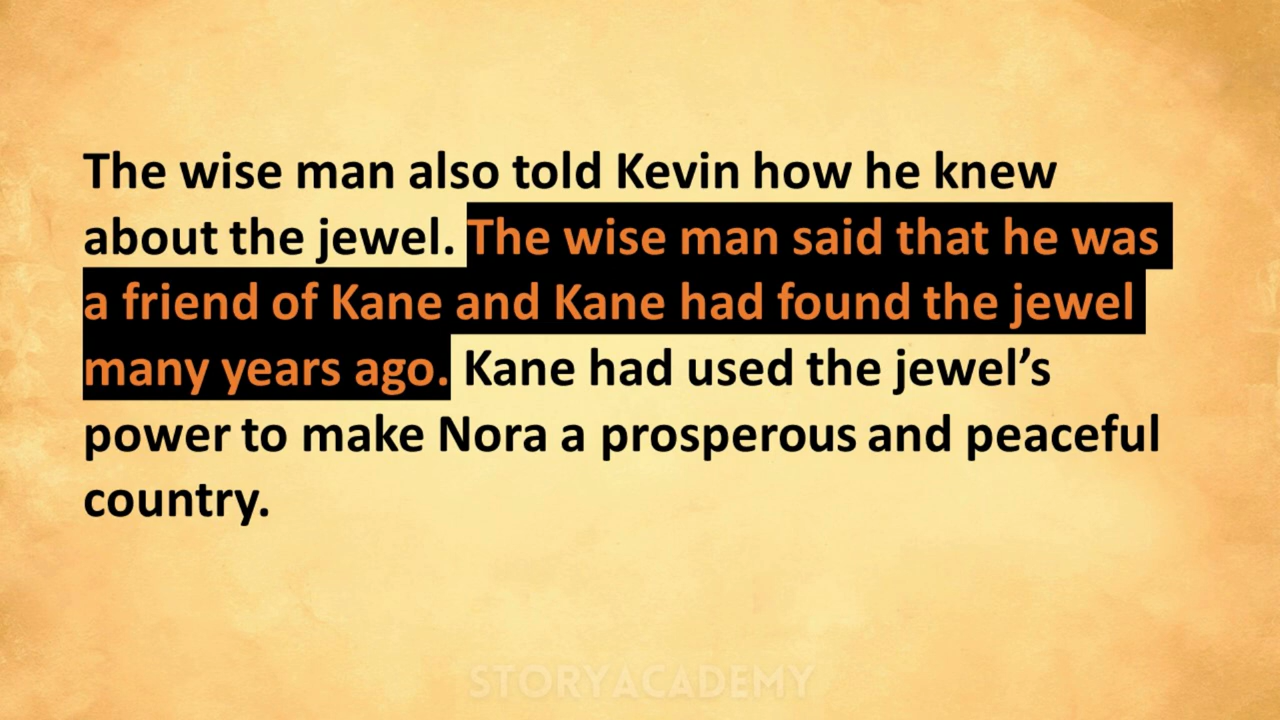 The wise man also told Kevin how he knew
about the jewel. The wise man said that he was
a friend of Kane and Kane had found the jewel
many years ago. Kane had used the jewel’s
power to make Nora a prosperous and peaceful
country.
STORYACADEMY